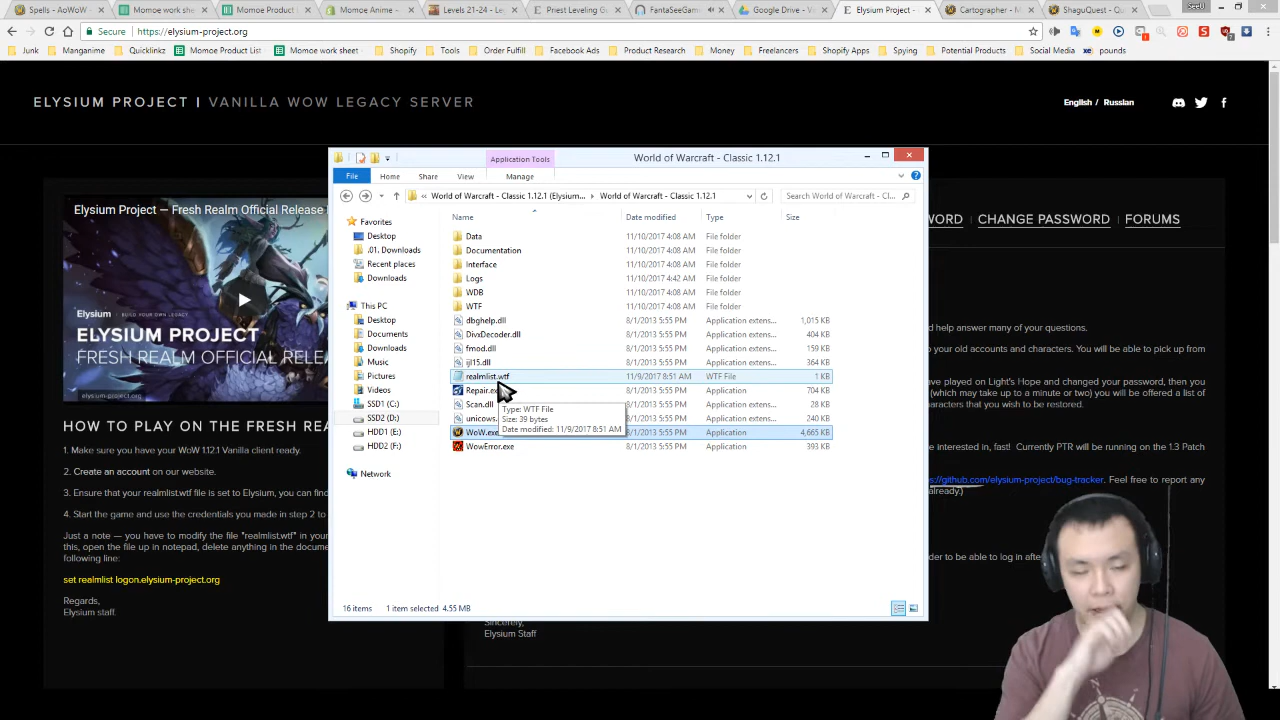 Spells - AoWoW -
Momoe work she
Momoe Product
Momoe Anime -
Levels 21-24 -
Priest Leveling Gu
FantaSeeGame
Google Drive - V
Elysium Project -
Cartographer - M
ShaguQuest - Q
SeeU
Secure https://elysium-project.org
Junk Manganime Quicklinkz Momoe Product List Momoe work sheet Shopify Tools Order Fulfill Facebook Ads Product Research Money Freelancers Shopify Apps Spying Potential Products Social Media pounds
ELYSIUM PROJECT | VANILLA WOW LEGACY SERVER
English / Russian
Elysium Project — Fresh Realm Official Release
Elysium BUILD YOUR OWN LEGACY
ELYSIUM PROJECT
FRESH REALM OFFICIAL RELEASE
HOW TO PLAY ON THE FRESH REA
1. Make sure you have your WoW 1.12.1 Vanilla client ready.
2. Create an account on our website.
3. Ensure that your realmlist.wtf file is set to Elysium, you can find
4. Start the game and use the credentials you made in step 2 to
Just a note — you have to modify the file "realmlist.wtf" in your
this, open the file up in notepad, delete anything in the docume
following line:
set realmlist logon.elysium-project.org
Regards,
Elysium staff.
Application Tools
World of Warcraft - Classic 1.12.1
File Home Share View Manage
« World of Warcraft - Classic 1.12.1 (Elysium... World of Warcraft - Classic 1.12.1
Search World of Warcraft - Cl...
Name Date modified Type Size
Favorites
Desktop
.01. Downloads
Recent places
Downloads
This PC
Desktop
Documents
Downloads
Music
Pictures
Videos
SSD1 (C:)
SSD2 (D:)
HDD1 (E:)
HDD2 (F:)
Network
Data 11/10/2017 4:08 AM File folder
Documentation 11/10/2017 4:08 AM File folder
Interface 11/10/2017 4:08 AM File folder
Logs 11/10/2017 4:42 AM File folder
WDB 11/10/2017 4:08 AM File folder
WTF 11/10/2017 4:08 AM File folder
dbghelp.dll 8/1/2013 5:55 PM Application extens... 1,015 KB
DivxDecoder.dll 8/1/2013 5:55 PM Application extens... 404 KB
fmod.dll 8/1/2013 5:55 PM Application extens... 159 KB
ijl15.dll 8/1/2013 5:55 PM Application extens... 364 KB
realmlist.wtf 11/9/2017 8:51 AM WTF File 1 KB
Repair.ex 8/1/2013 5:55 PM Application 704 KB
Scan.dll 8/1/2013 5:55 PM Application extens... 28 KB
unicows. 8/1/2013 5:55 PM Application extens... 240 KB
WoW.exe 8/1/2013 5:55 PM Application 4,665 KB
WowError.exe 8/1/2013 5:55 PM Application 393 KB
Type: WTF File
Size: 39 bytes
Date modified: 11/9/2017 8:51 AM
16 items 1 item selected 4.55 MB
WORD CHANGE PASSWORD FORUMS
d help answer many of your questions.
your old accounts and characters. You will be able to pick up from
ave played on Light's Hope and changed your password, then you
(which may take up to a minute or two) you will be able to enter a list of
haracters that you wish to be restored.
e interested in, fast! Currently PTR will be running on the 1.3 Patch
s://github.com/elysium-project/bug-tracker. Feel free to report any
already.)
der to be able to log in afte
Sincerely,
Elysium Staff